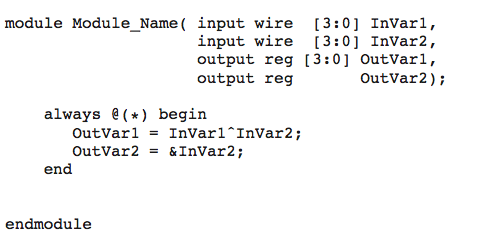 module Module_Name( input wire  [3:0] InVar1,
                    input wire  [3:0] InVar2,
                    output reg [3:0] OutVar1,
                    output reg       OutVar2);
    always @(*) begin
       OutVar1 = InVar1^InVar2;
       OutVar2 = &InVar2;
    end
endmodule